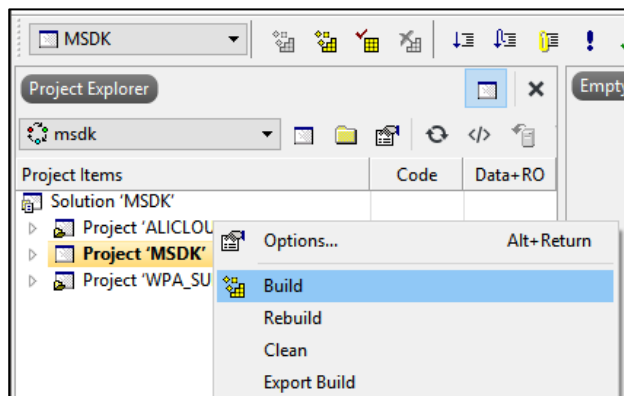 MSDK
Project Explorer
Empty
msdk
Project Items Code Data+RO
Solution 'MSDK'
Project 'ALICLOU
Project 'MSDK'
Project 'WPA_SU
Options... Alt+Return
Build
Rebuild
Clean
Export Build